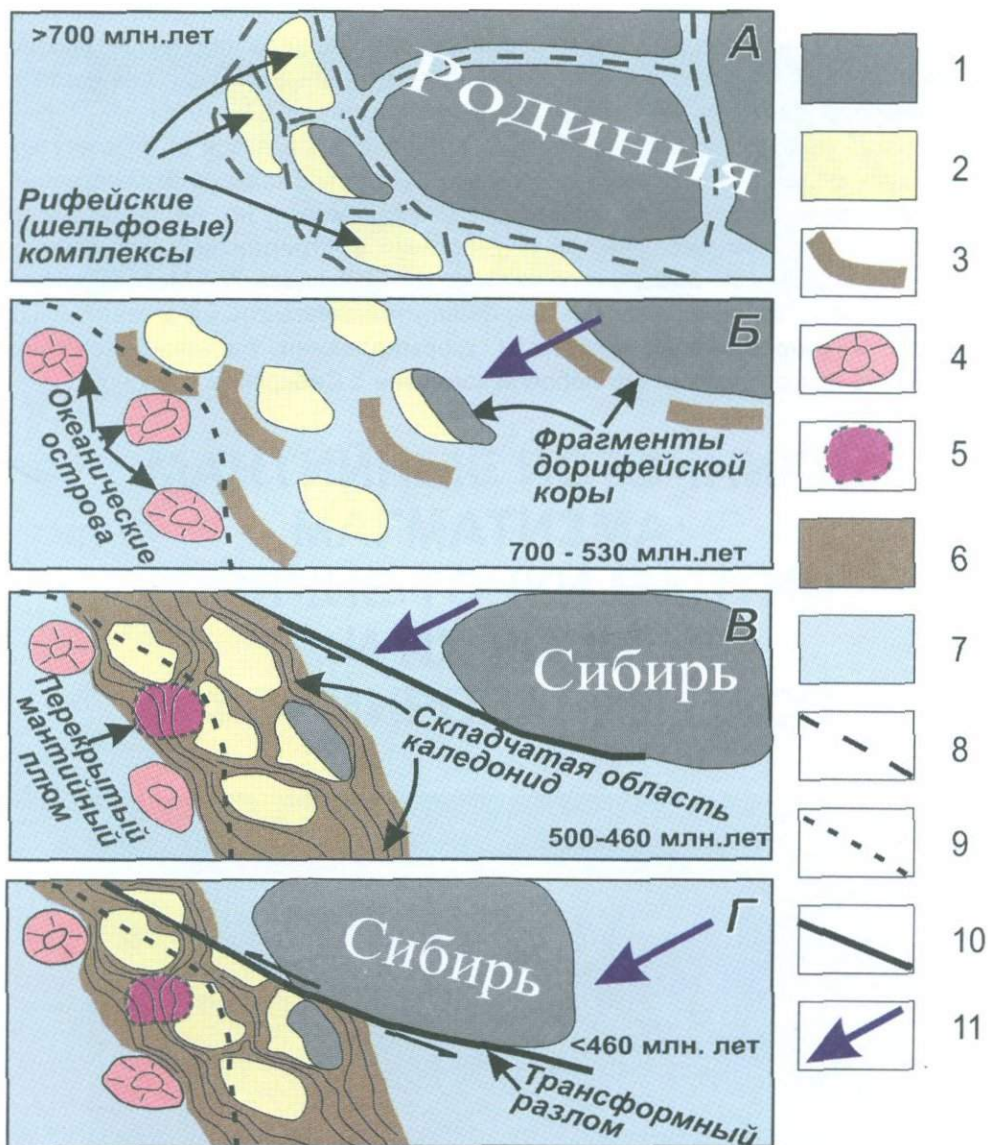 >700 млн.лет
А
Родиния
Рифейские
(шельфовые)
комплексы
Б
Океанические
острова
Фрагменты
дорифейской
коры
700 - 530 млн.лет
В
Сибирь
Перекрытый
мантийный
плюм
Складчатая область
каледонид
500-460 млн.лет
Г
Сибирь
<460 млн. лет
Трансформный
разлом
1
2
3
4
5
6
7
8
9
10
11